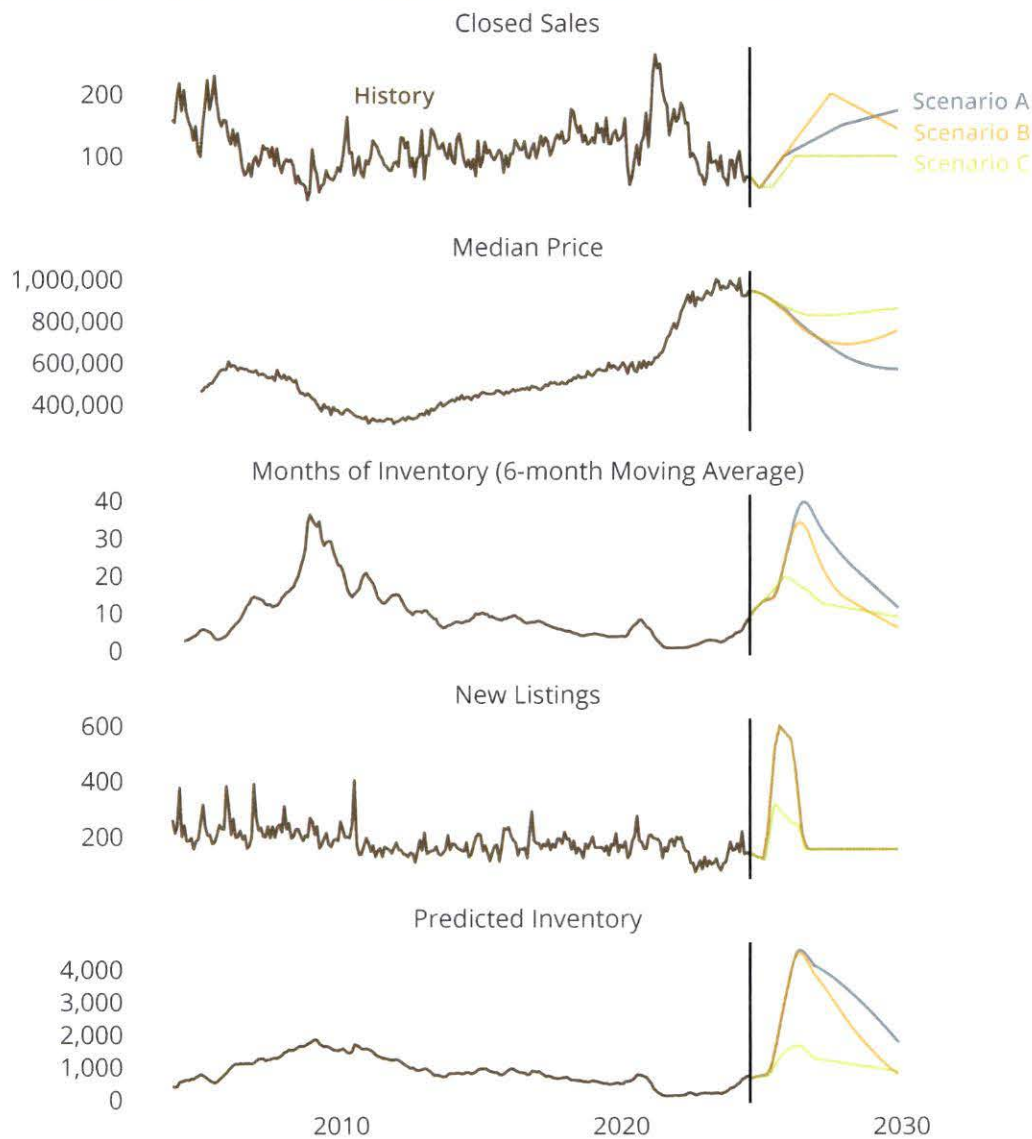 Closed Sales
200
100
History
Scenario A
Scenario B
Scenario C
Median Price
1,000,000
800,000
600,000
400,000
Months of Inventory (6-month Moving Average)
40
30
20
10
0
New Listings
600
400
200
Predicted Inventory
4,000
3,000
2,000
1,000
0
2010 2020 2030